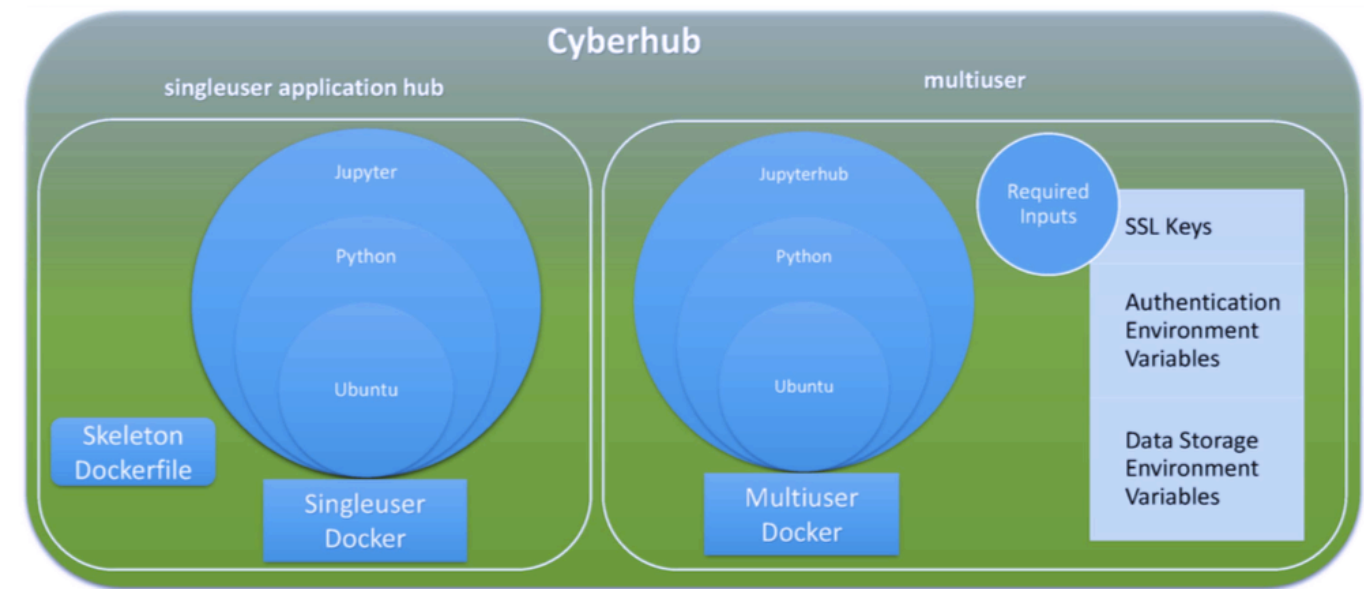 Cyberhub
singleuser application hub
Jupyter
Python
Ubuntu
Skeleton
Dockerfile
Singleuser
Docker
multiuser
Jupyterhub
Python
Ubuntu
Multiuser
Docker
Required
Inputs
SSL Keys
Authentication
Environment
Variables
Data Storage
Environment
Variables